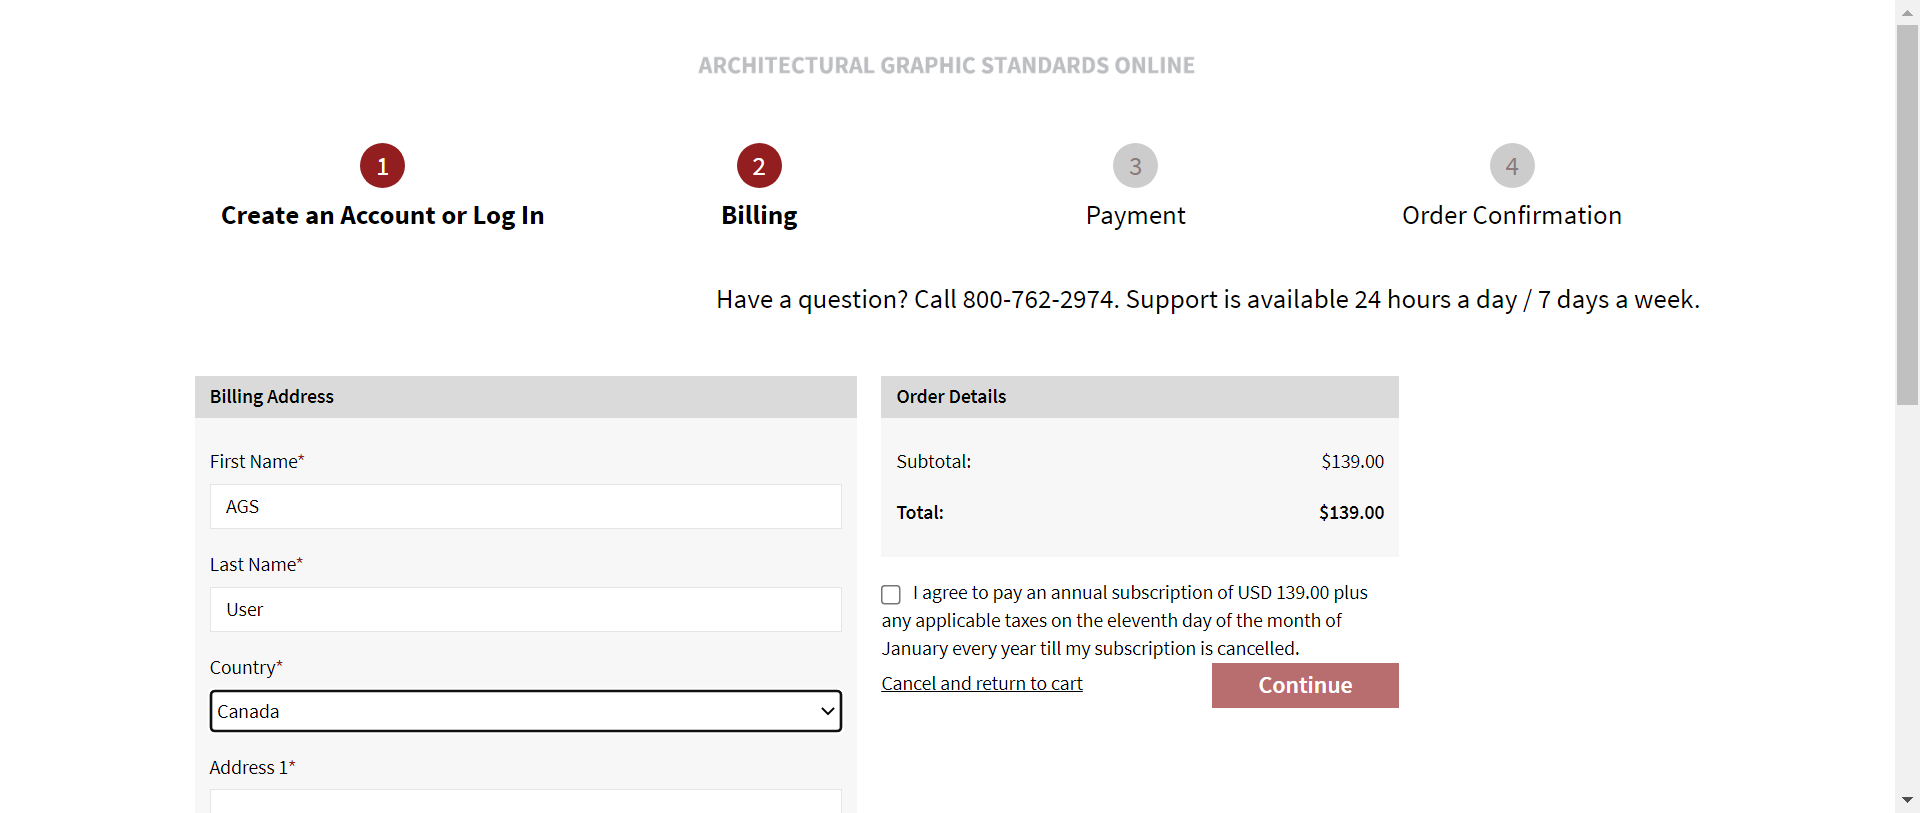 ARCHITECTURAL GRAPHIC STANDARDS ONLINE
1
Create an Account or Log In
2
Billing
3
Payment
4
Order Confirmation
Have a question? Call 800-762-2974. Support is available 24 hours a day / 7 days a week.
Billing Address
First Name*
AGS
Last Name*
User
Country*
Canada
Address 1*
Order Details
Subtotal: $139.00
Total: $139.00
I agree to pay an annual subscription of USD 139.00 plus
any applicable taxes on the eleventh day of the month of
January every year till my subscription is cancelled.
Cancel and return to cart
Continue